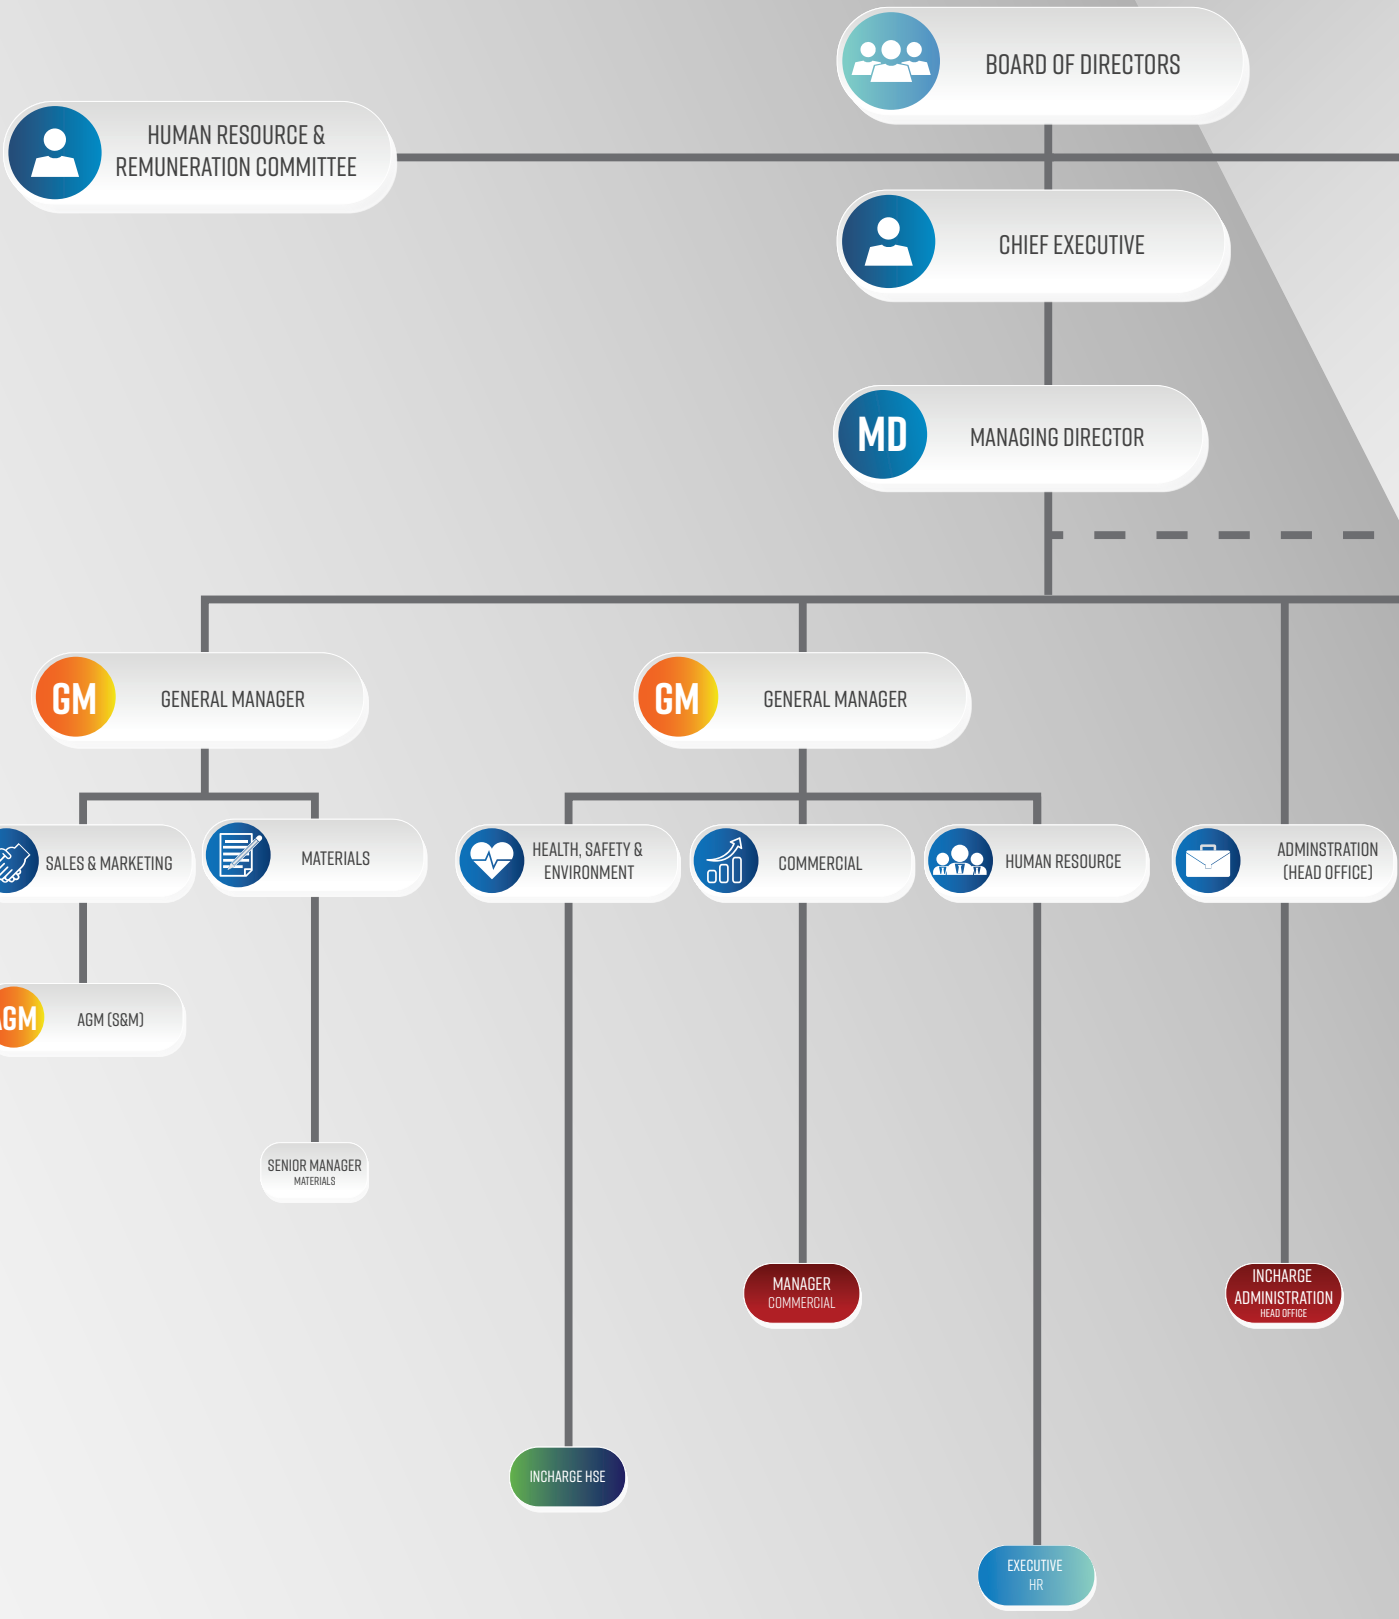 BOARD OF DIRECTORS
HUMAN RESOURCE &
REMUNERATION COMMITTEE
CHIEF EXECUTIVE
MD
MANAGING DIRECTOR
GM
GENERAL MANAGER
GM
GENERAL MANAGER
SALES & MARKETING
MATERIALS
HEALTH, SAFETY &
ENVIRONMENT
COMMERCIAL
HUMAN RESOURCE
ADMINSTRATION
(HEAD OFFICE)
AGM
AGM (S&M)
SENIOR MANAGER
MATERIALS
MANAGER
COMMERCIAL
INCHARGE
ADMINISTRATION
HEAD OFFICE
INCHARGE HSE
EXECUTIVE
HR